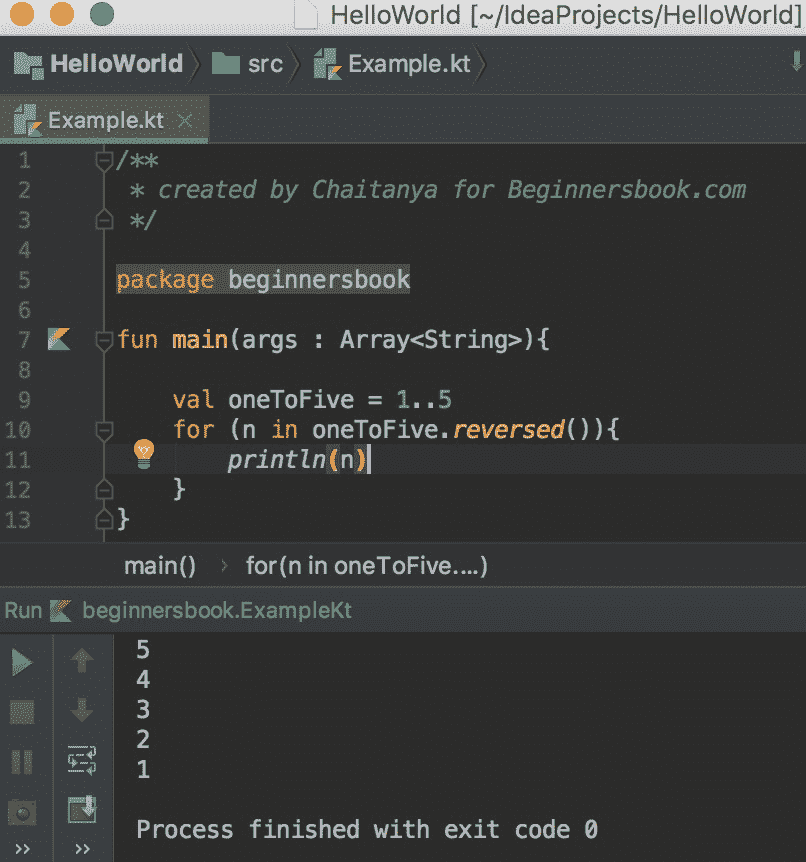 HelloWorld [~/IdeaProjects/HelloWorld]
HelloWorld src Example.kt
Example.kt
1 /**
2 * created by Chaitanya for Beginnersbook.com
3 */
4
5 package beginnersbook
6
7 fun main(args : Array<String>){
8
9 val oneToFive = 1..5
10 for (n in oneToFive.reversed()){
11 println(n)
12 }
13 }
main() › for(n in oneToFive....)
Run beginnersbook.ExampleKt
5
4
3
2
1
Process finished with exit code 0